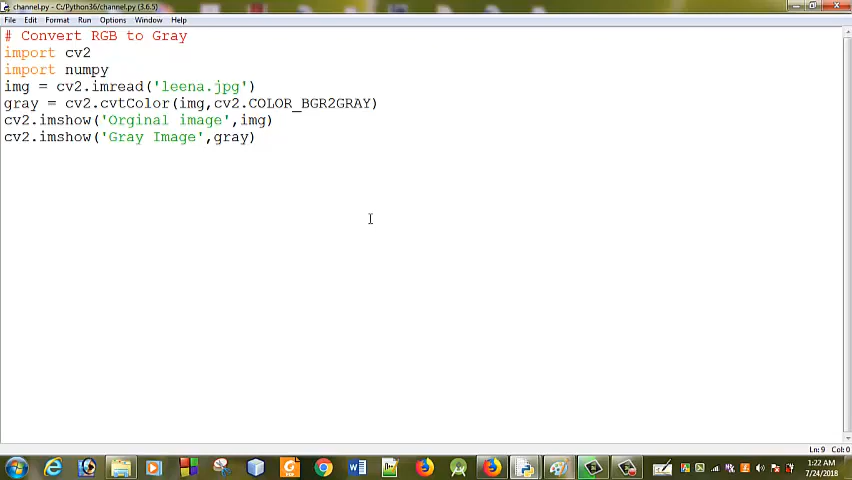 channel.py - C:/Python36/channel.py (3.6.5)
File Edit Format Run Options Window Help
# Convert RGB to Gray
import cv2
import numpy
img = cv2.imread('leena.jpg')
gray = cv2.cvtColor(img,cv2.COLOR_BGR2GRAY)
cv2.imshow('Orginal image',img)
cv2.imshow('Gray Image',gray)
Ln: 9 Col: 0
1:22 AM
7/24/2018